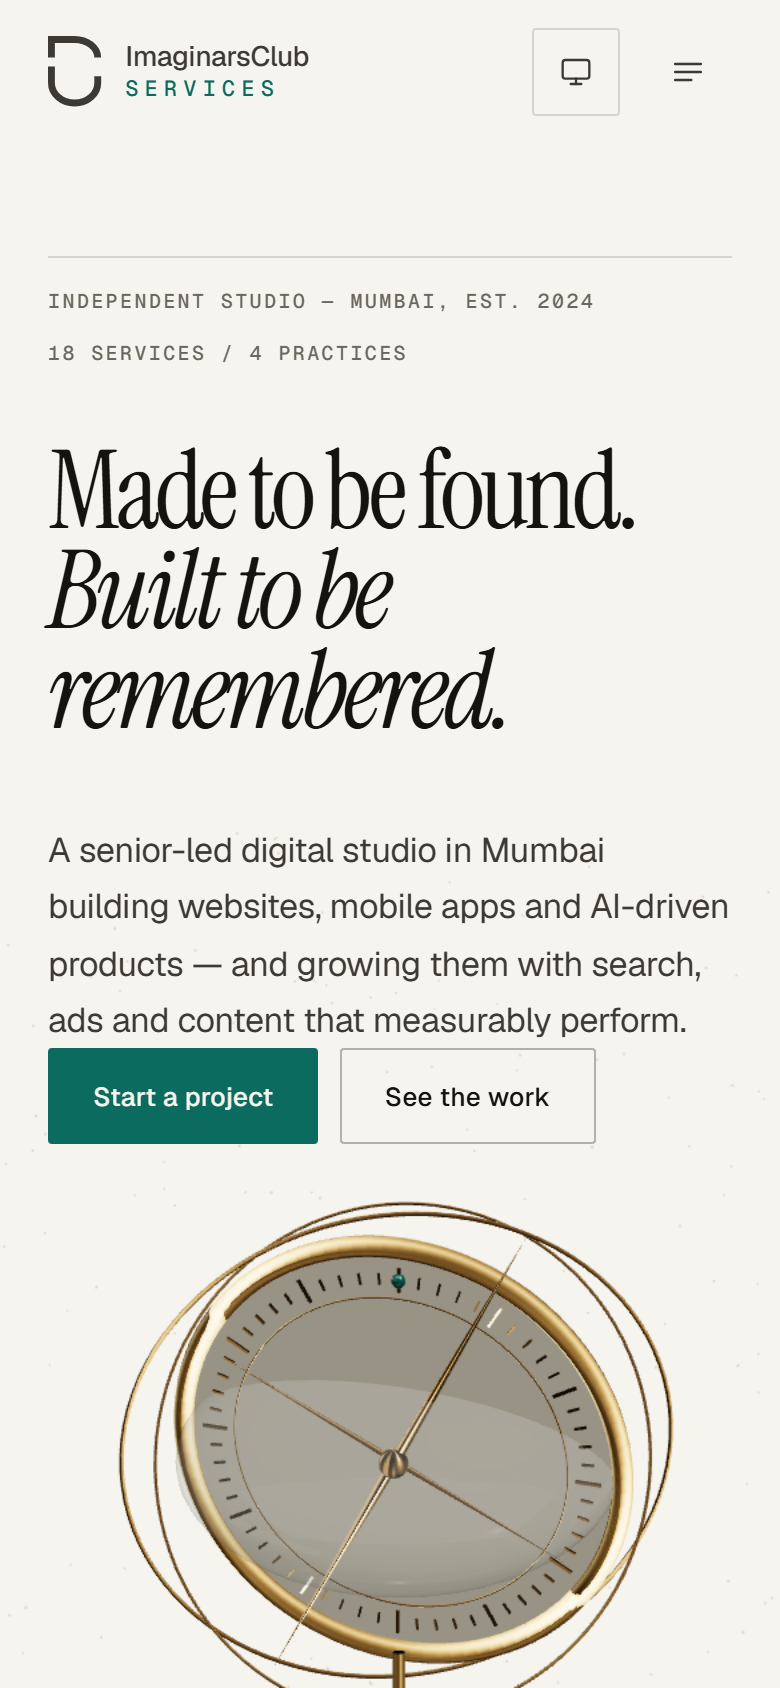 ImaginarsClub
SERVICES
INDEPENDENT STUDIO — MUMBAI, EST. 2024
18 SERVICES / 4 PRACTICES
Made to be found.
Built to be
remembered.
A senior-led digital studio in Mumbai
building websites, mobile apps and AI-driven
products — and growing them with search,
ads and content that measurably perform.
Start a project
See the work